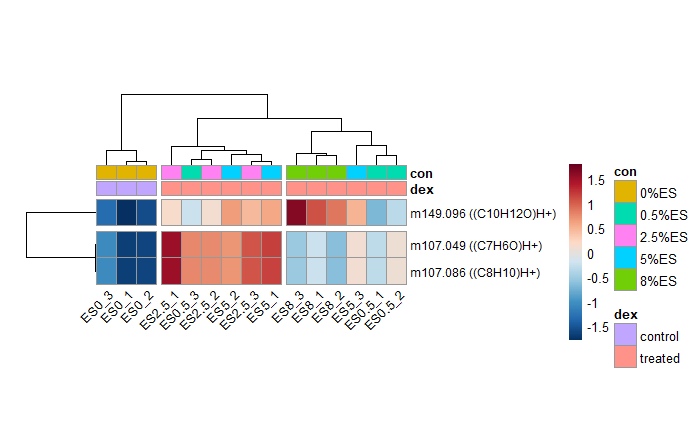 con
dex
m149.096 ((C10H12O)H+)
m107.049 ((C7H6O)H+)
m107.086 ((C8H10)H+)
ES0_3
ES0_1
ES0_2
ES2.5_1
ES0.5_3
ES2.5_2
ES5_2
ES2.5_3
ES5_1
ES8_3
ES8_1
ES8_2
ES5_3
ES0.5_1
ES0.5_2
1.5
1
0.5
0
-0.5
-1
-1.5
con
0%ES
0.5%ES
2.5%ES
5%ES
8%ES
dex
control
treated